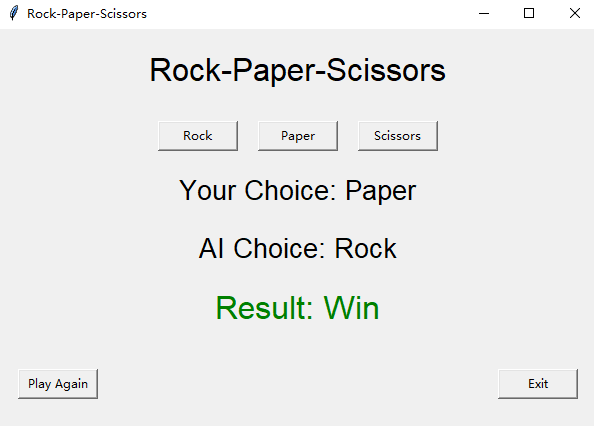 Rock-Paper-Scissors
Rock-Paper-Scissors
Rock Paper Scissors
Your Choice: Paper
AI Choice: Rock
Result: Win
Play Again Exit